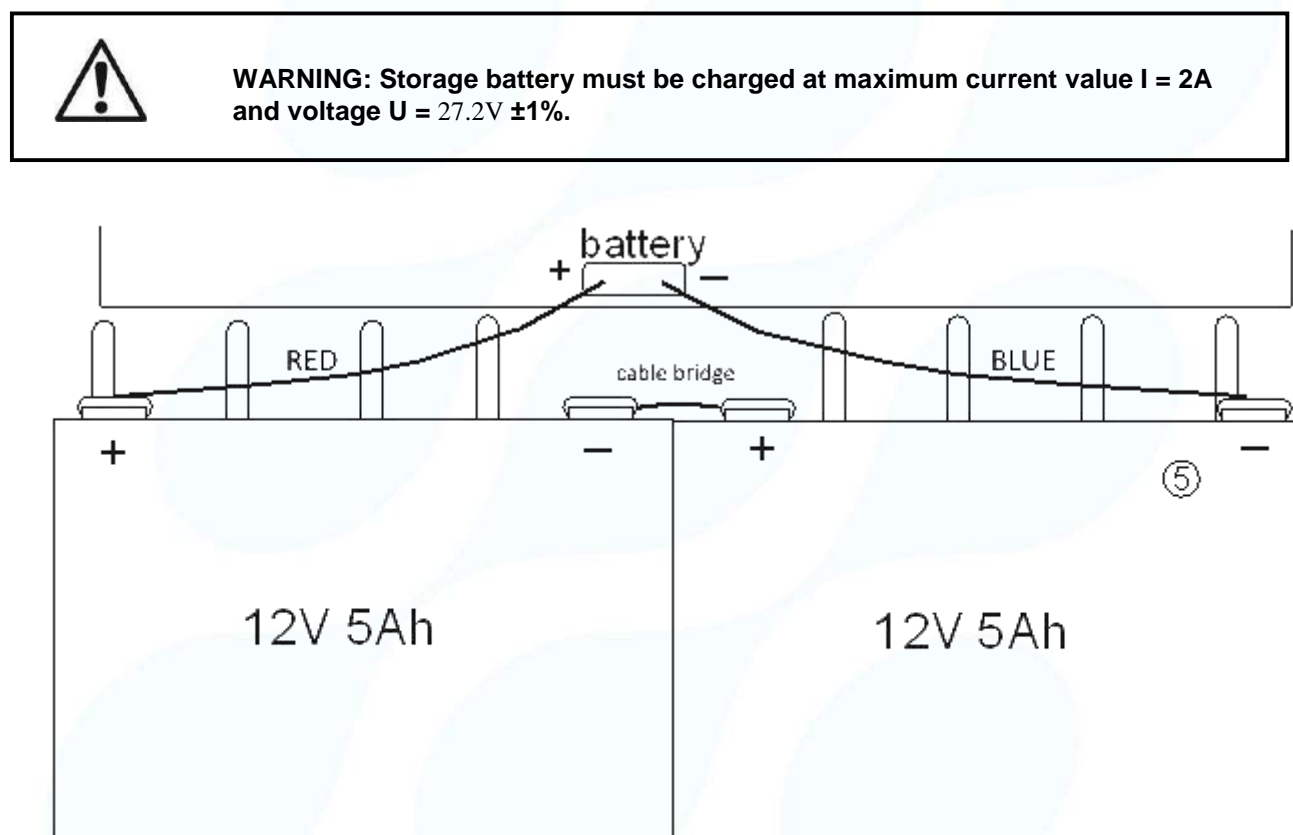 WARNING: Storage battery must be charged at maximum current value I = 2A
and voltage U = 27.2V ±1%.
battery
+ −
RED
cable bridge
BLUE
+ − + −
⑤
12V 5Ah 12V 5Ah